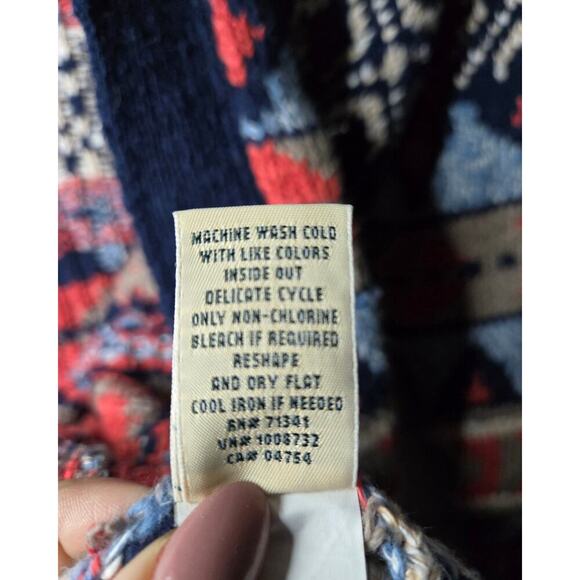 MACHINE WASH COLD
WITH LIKE COLORS
INSIDE OUT
DELICATE CYCLE
ONLY NON-CHLORINE
BLEACH IF REQUIRED
RESHAPE
AND DRY FLAT
COOL IRON IF NEEDED
RN# 71341
VN# 1008732
CA# 04754